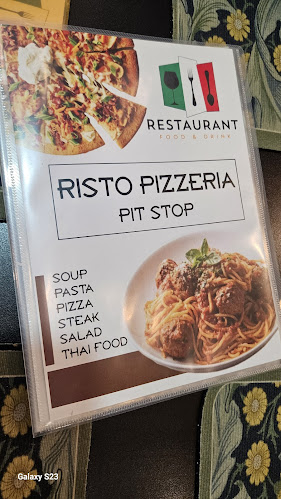 RESTAURANT
FOOD & DRINK
RISTO PIZZERIA
PIT STOP
SOUP
PASTA
PIZZA
STEAK
SALAD
THAI FOOD
Galaxy S23